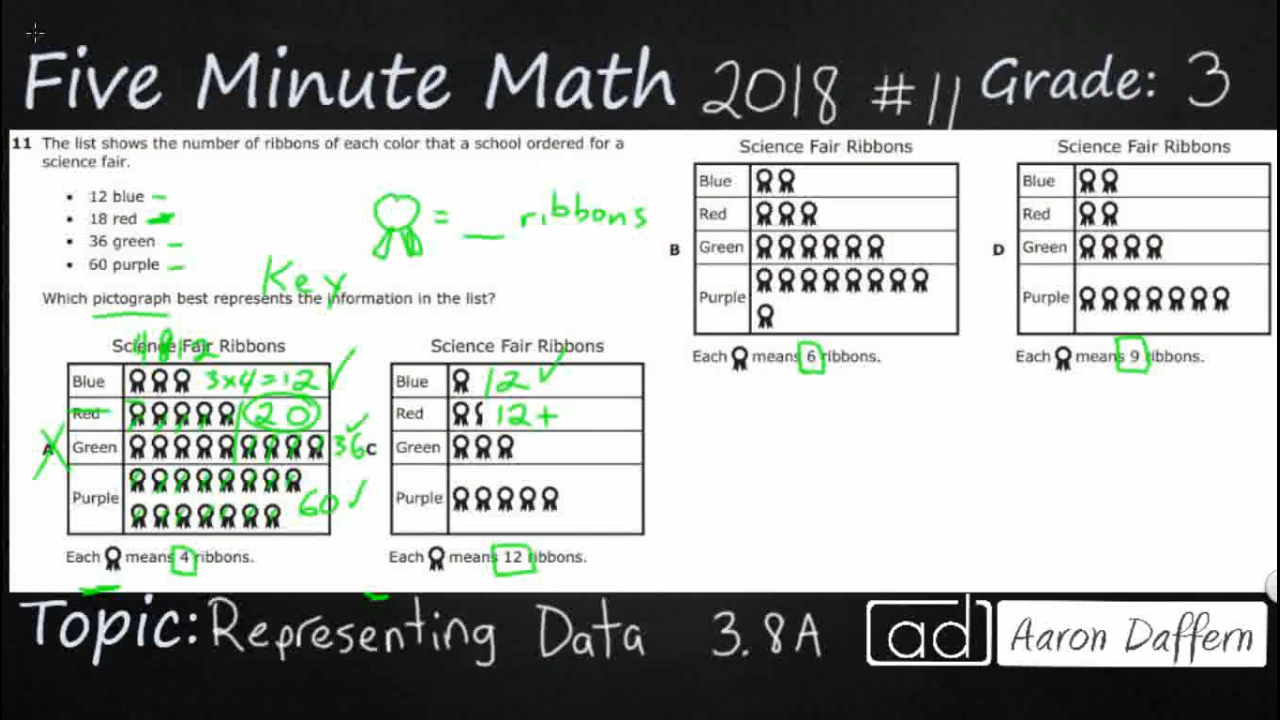 Five Minute Math 2018 #11 Grade: 3
11 The list shows the number of ribbons of each color that a school ordered for a
science fair.
• 12 blue
• 18 red
• 36 green
• 60 purple
= __ ribbons
Key
Which pictograph best represents the information in the list?
4 8 12
Science Fair Ribbons
Blue 3x4=12
Red 20
A Green 36
Purple 60
Each means 4 ribbons.
Science Fair Ribbons
Blue 12
Red 12+
C Green
Purple
Each means 12 ribbons.
Science Fair Ribbons
Blue
Red
B Green
Purple
Each means 6 ribbons.
Science Fair Ribbons
Blue
Red
D Green
Purple
Each means 9 ribbons.
Topic: Representing Data 3.8A
ad Aaron Daffern